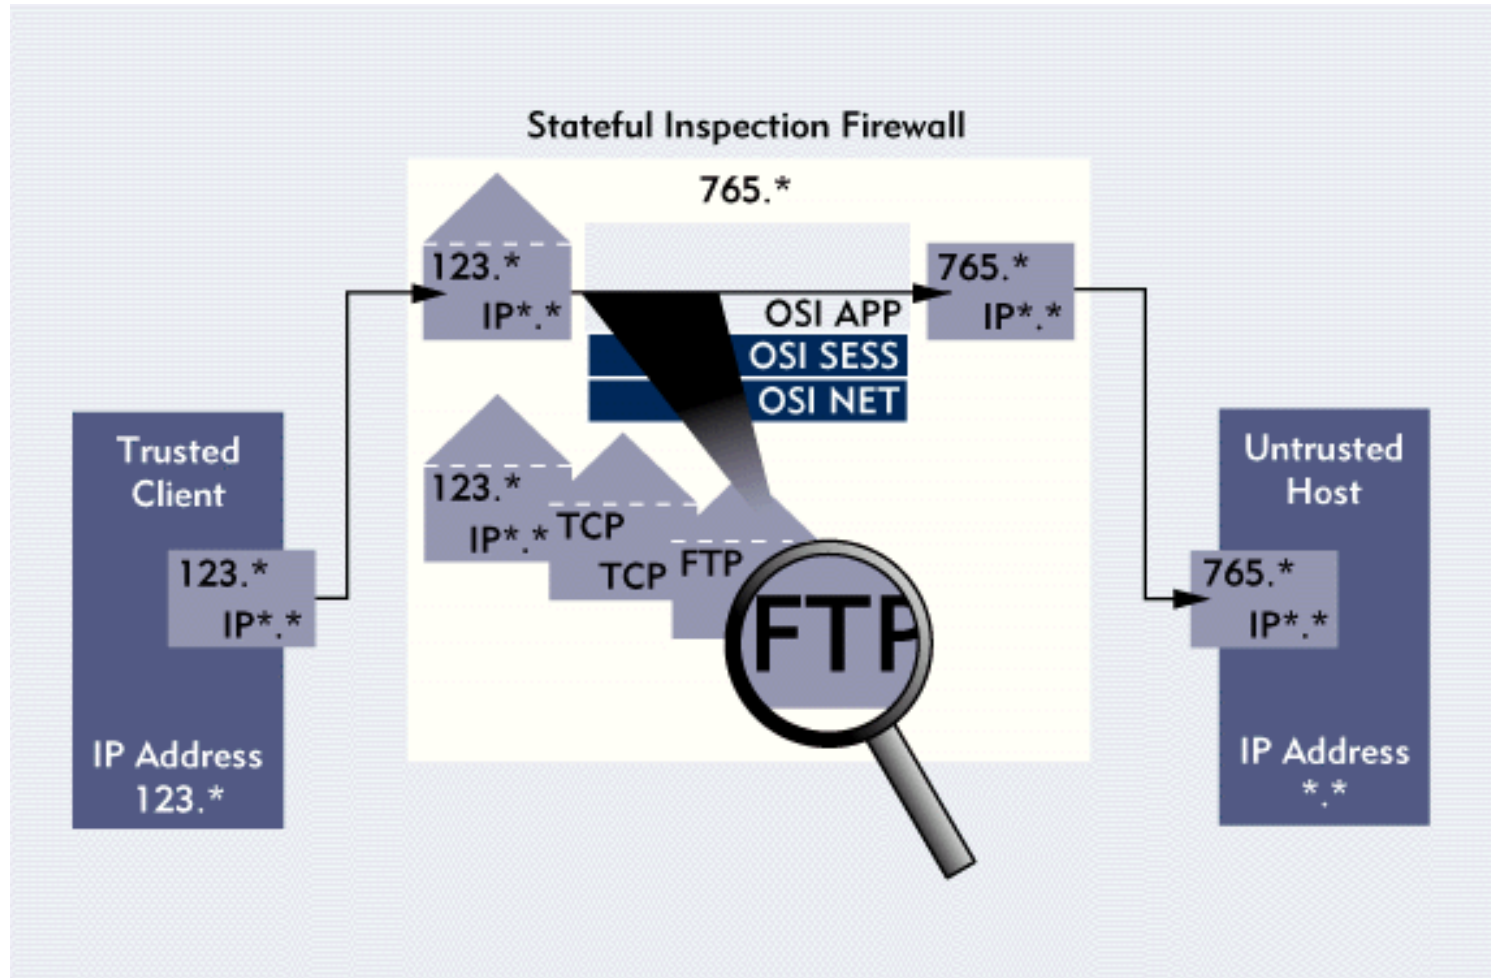 Stateful Inspection Firewall
765.*
123.*
IP*.*
765.*
IP*.*
OSI APP
OSI SESS
OSI NET
Trusted
Client
123.*
IP*.*
IP Address
123.*
123.*
IP*.*
TCP
TCP
FTP
FTP
Untrusted
Host
765.*
IP*.*
IP Address
*.*